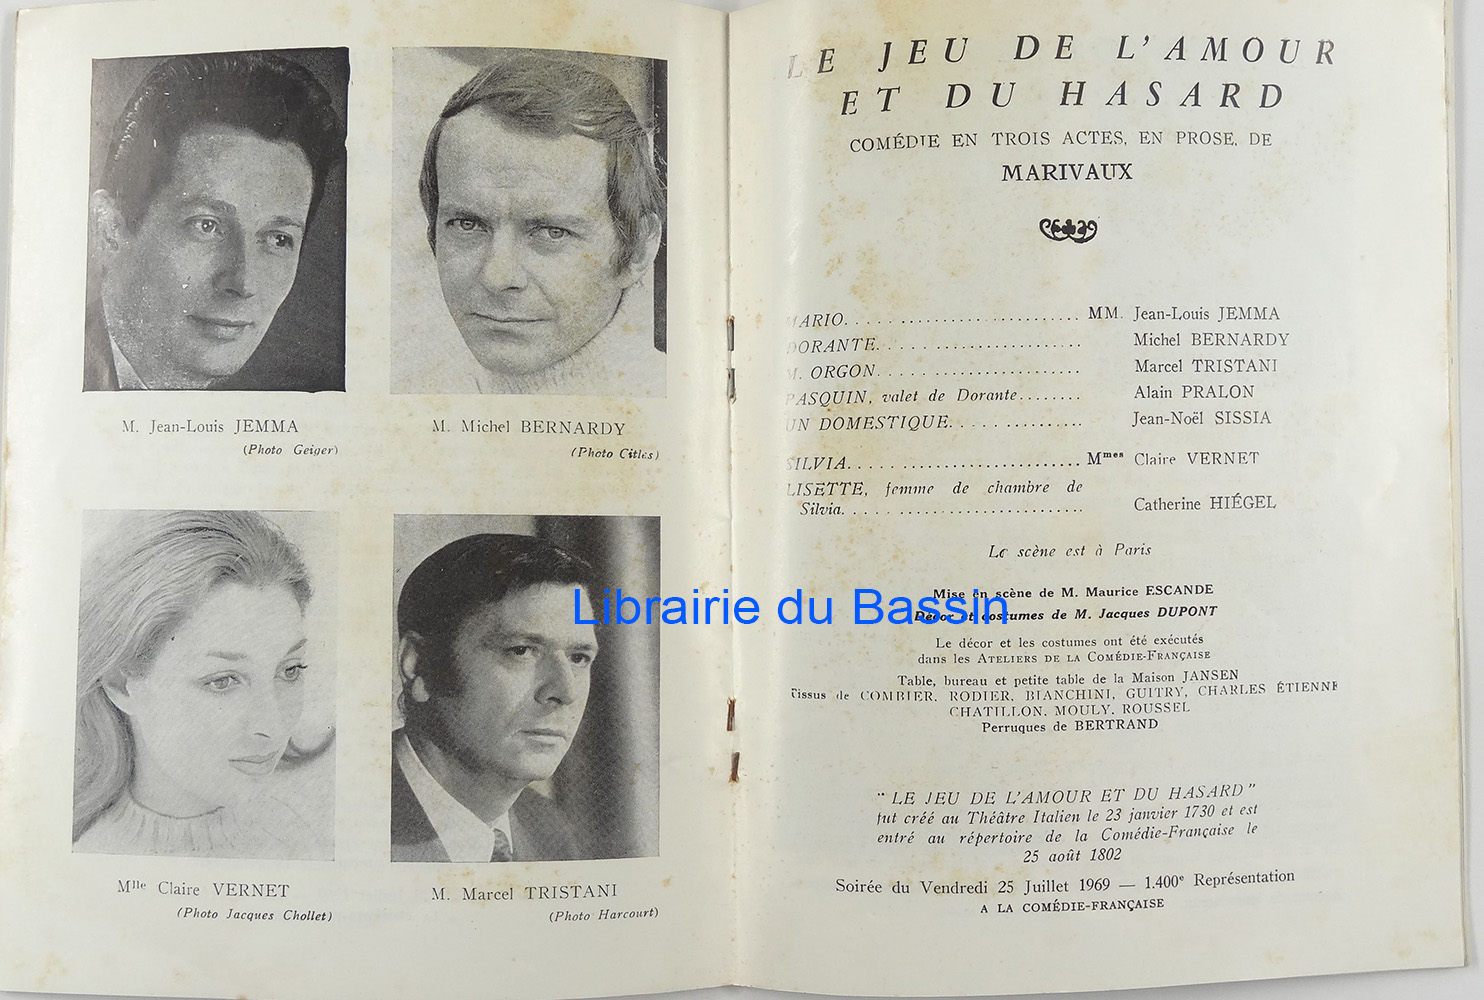 M. Jean-Louis JEMMA
(Photo Geiger)
M. Michel BERNARDY
(Photo Citlès)
Mlle Claire VERNET
(Photo Jacques Chollet)
M. Marcel TRISTANI
(Photo Harcourt)
LE JEU DE L'AMOUR
ET DU HASARD
COMÉDIE EN TROIS ACTES, EN PROSE, DE
MARIVAUX
MARIO. . . . . . . . . . . . . . . . . . . . . . . . . . MM. Jean-Louis JEMMA
DORANTE. . . . . . . . . . . . . . . . . . . . . . . Michel BERNARDY
M. ORGON. . . . . . . . . . . . . . . . . . . . . . . Marcel TRISTANI
PASQUIN, valet de Dorante........ Alain PRALON
UN DOMESTIQUE. . . . . . . . . . . . . . . Jean-Noël SISSIA
SILVIA. . . . . . . . . . . . . . . . . . . . . . . . . . Mmes Claire VERNET
LISETTE, femme de chambre de
Silvia. . . . . . . . . . . . . . . . . . . . . . . . . . . Catherine HIÉGEL
La scène est à Paris
Mise en scène de M. Maurice ESCANDE
Décor et costumes de M. Jacques DUPONT
Librairie du Bassin
Le décor et les costumes ont été exécutés
dans les ATELIERS DE LA COMÉDIE-FRANÇAISE
Table, bureau et petite table de la Maison JANSEN
Tissus de COMBIER, RODIER, BIANCHINI, GUITRY, CHARLES ÉTIENNE
CHATILLON, MOULY, ROUSSEL
Perruques de BERTRAND
" LE JEU DE L'AMOUR ET DU HASARD "
fut créé au Théâtre Italien le 23 janvier 1730 et est
entré au répertoire de la Comédie-Française le
25 août 1802
Soirée du Vendredi 25 Juillet 1969 — 1.400e Représentation
A LA COMÉDIE-FRANÇAISE